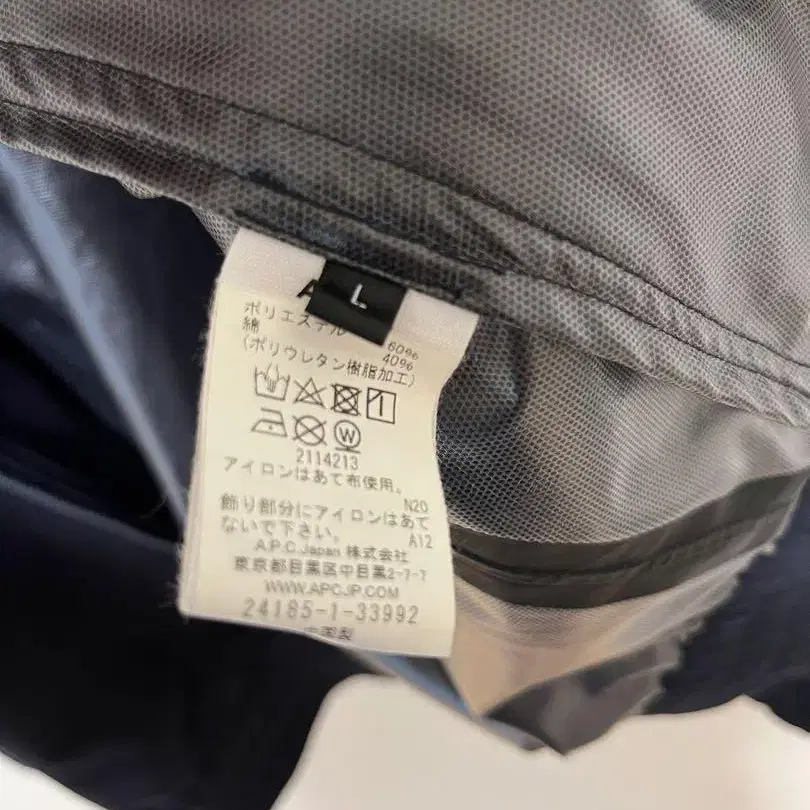 A
L
ポリエステル 60%
綿 40%
(ポリウレタン樹脂加工)
W
2114213
アイロンはあて布使用。
N20
飾り部分にアイロンはあて
ないで下さい。
A12
A.P.C.Japan 株式会社
東京都目黒区中目黒2-7-7
WWW.APCJP.COM
24185-1-33992
中国製